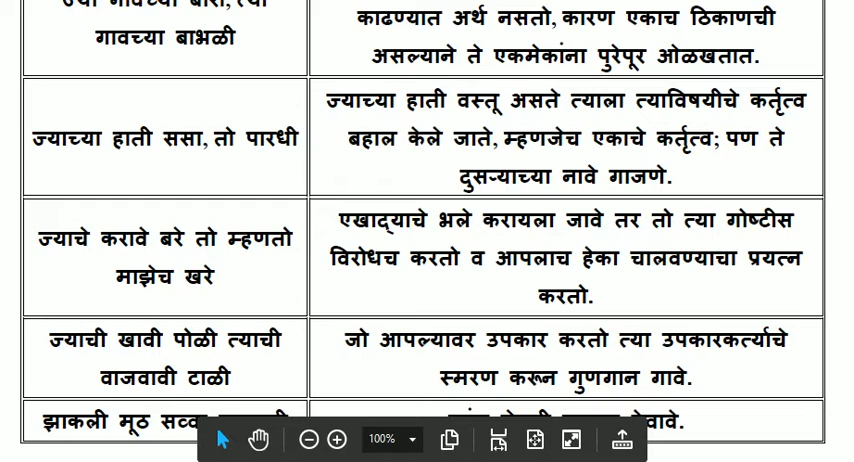 गावच्या बाभळी
काढण्यात अर्थ नसतो, कारण एकाच ठिकाणची
असल्याने ते एकमेकांना पुरेपूर ओळखतात.
ज्याच्या हाती ससा, तो पारधी
ज्याच्या हाती वस्तू असते त्याला त्याविषयीचे कर्तृत्व
बहाल केले जाते, म्हणजेच एकाचे कर्तृत्व; पण ते
दुसऱ्याच्या नावे गाजणे.
ज्याचे करावे बरे तो म्हणतो
माझेच खरे
एखाद्याचे भले करायला जावे तर तो त्या गोष्टीस
विरोधच करतो व आपलाच हेका चालवण्याचा प्रयत्न
करतो.
ज्याची खावी पोळी त्याची
वाजवावी टाळी
जो आपल्यावर उपकार करतो त्या उपकारकर्त्याचे
स्मरण करून गुणगान गावे.
झाकली मूठ
100%